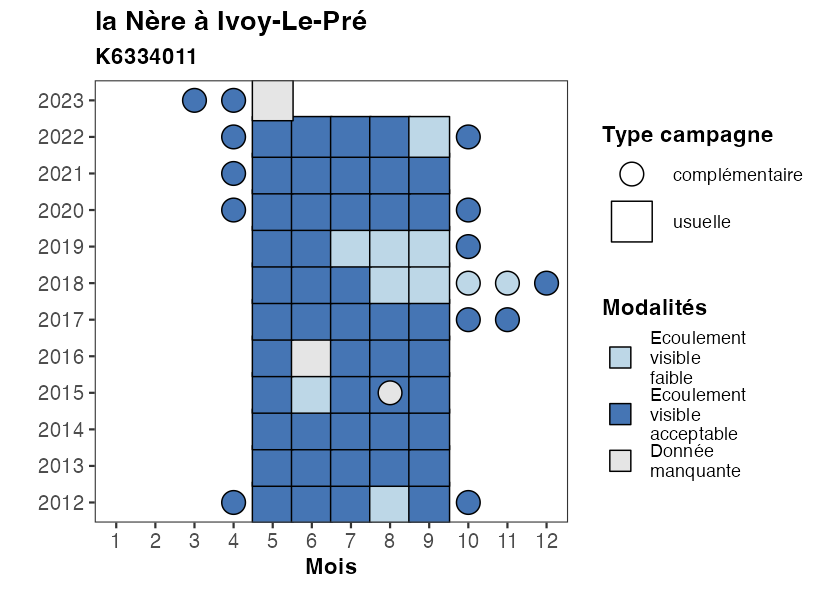 la Nère à Ivoy-Le-Pré
K6334011
2023
2022
2021
2020
2019
2018
2017
2016
2015
2014
2013
2012
1 2 3 4 5 6 7 8 9 10 11 12
Mois
Type campagne
complémentaire
usuelle
Modalités
Ecoulement
visible
faible
Ecoulement
visible
acceptable
Donnée
manquante